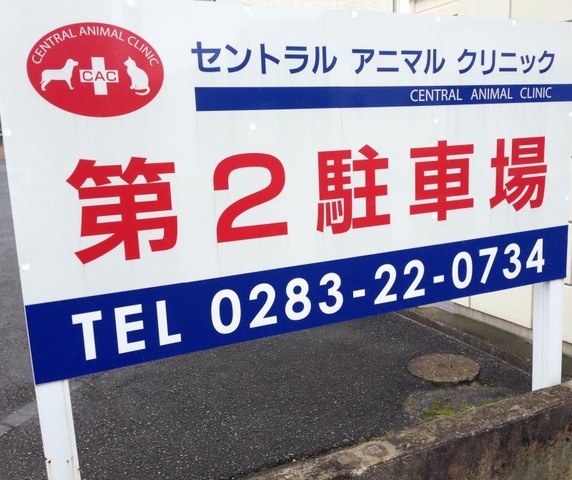 CENTRAL ANIMAL CLINIC
CAC
セントラル アニマル クリニック
CENTRAL ANIMAL CLINIC
第2駐車場
TEL 0283-22-0734